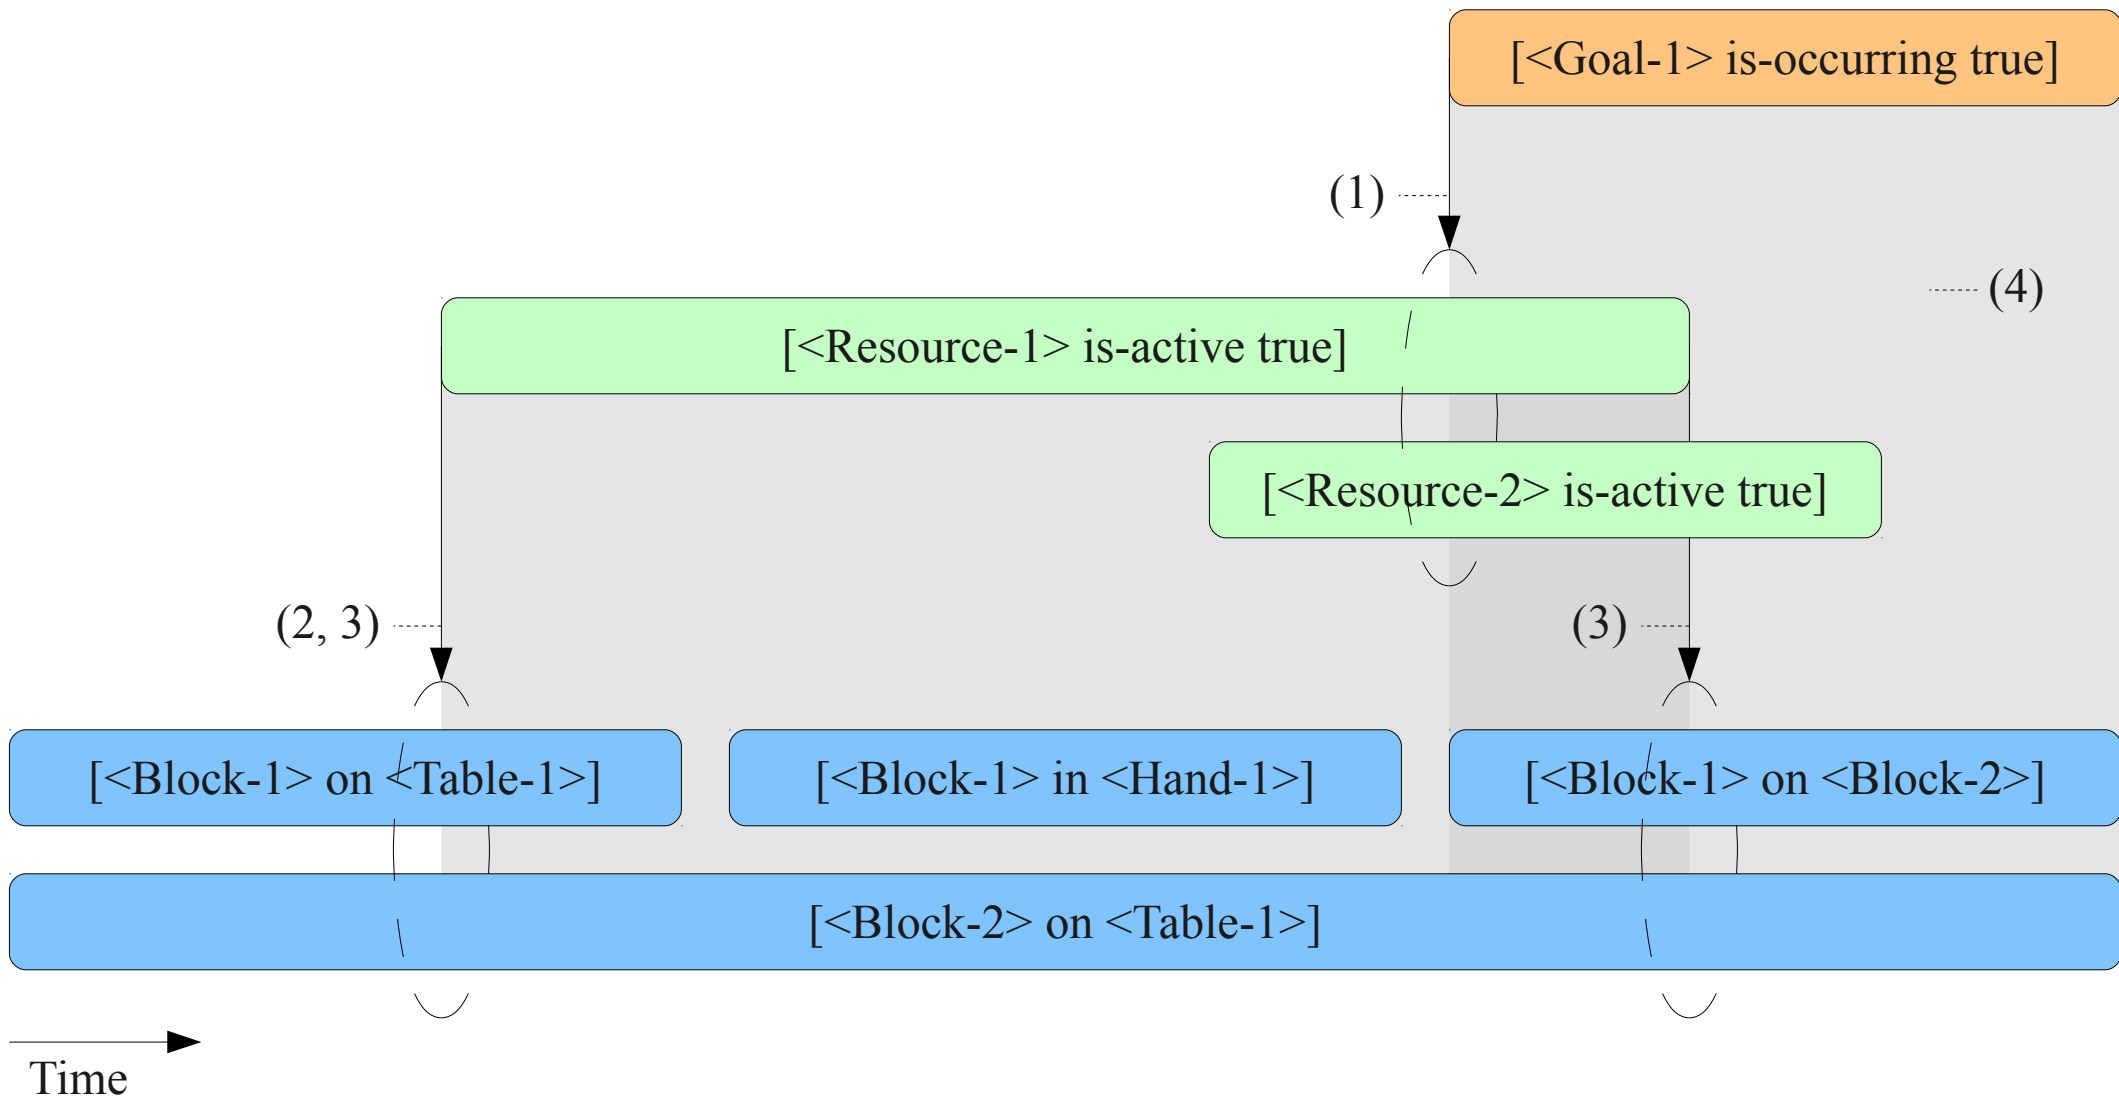 [<Goal-1> is-occurring true]
(1)
(4)
[<Resource-1> is-active true]
[<Resource-2> is-active true]
(2, 3)
(3)
[<Block-1> on <Table-1>]
[<Block-1> in <Hand-1>]
[<Block-1> on <Block-2>]
[<Block-2> on <Table-1>]
Time